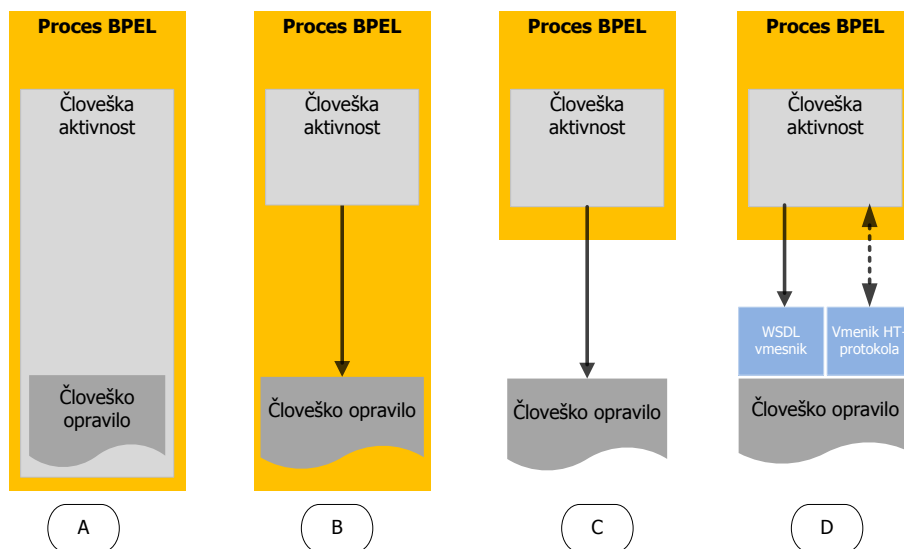 Proces BPEL
Človeška
aktivnost
Človeško
opravilo
A
Proces BPEL
Človeška
aktivnost
Človeško opravilo
B
Proces BPEL
Človeška
aktivnost
Človeško opravilo
C
Proces BPEL
Človeška
aktivnost
WSDL
vmesnik
Vmenik HT-
protokola
Človeško opravilo
D